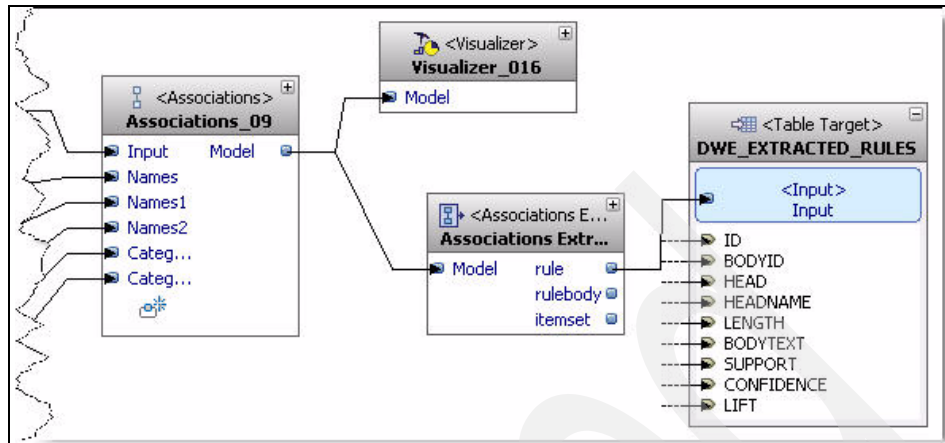 <Associations>
Associations_09
Input Model
Names
Names1
Names2
Categ...
Categ...
<Visualizer>
Visualizer_016
Model
<Associations E...
Associations Extr...
Model rule
rulebody
itemset
<Table Target>
DWE_EXTRACTED_RULES
<Input>
Input
ID
BODYID
HEAD
HEADNAME
LENGTH
BODYTEXT
SUPPORT
CONFIDENCE
LIFT